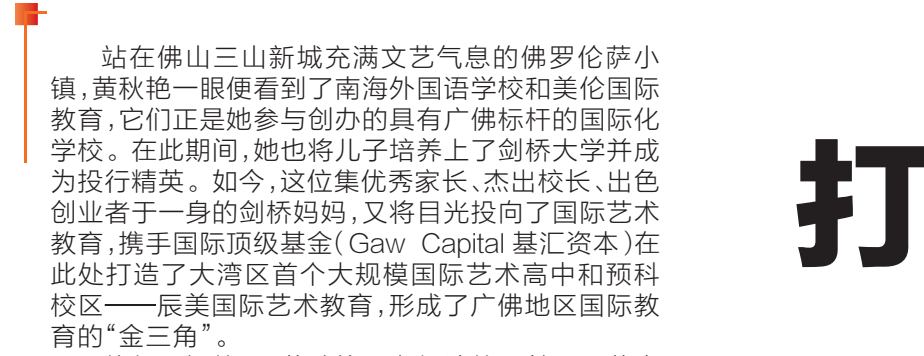 站在佛山三山新城充满文艺气息的佛罗伦萨小
镇,黄秋艳一眼便看到了南海外国语学校和美伦国际
教育,它们正是她参与创办的具有广佛标杆的国际化
学校。在此期间,她也将儿子培养上了剑桥大学并成
为投行精英。如今,这位集优秀家长、杰出校长、出色
创业者于一身的剑桥妈妈,又将目光投向了国际艺术
教育,携手国际顶级基金(Gaw Capital 基汇资本)在
此处打造了大湾区首个大规模国际艺术高中和预科
校区——辰美国际艺术教育,形成了广佛地区国际教
育的“金三角”。
打